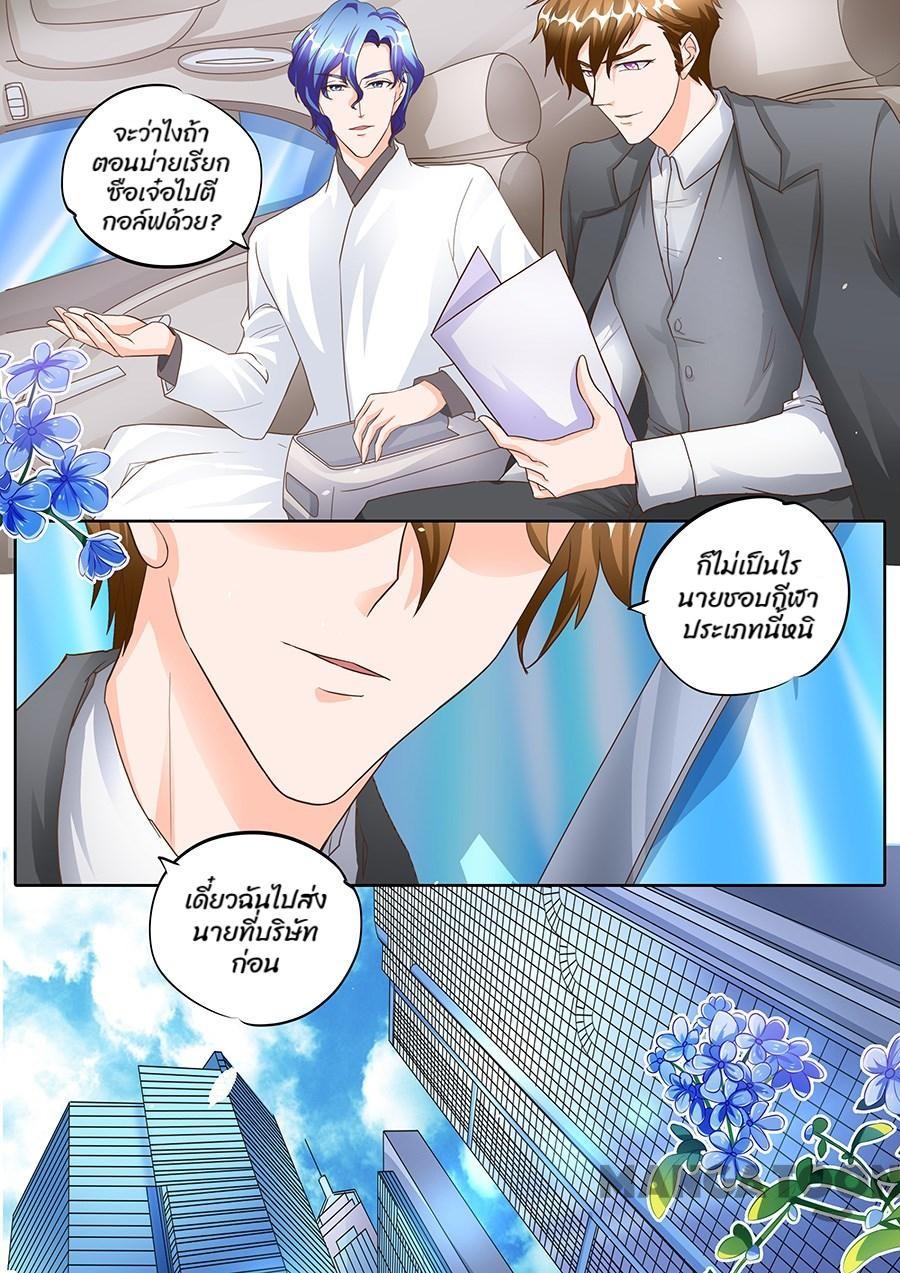 จะว่าไงถ้า
ตอนบ่ายเรียก
ซือเจ๋อไปตี
กอล์ฟด้วย?
ก็ไม่เป็นไร
นายชอบกีฬา
ประเภทนี้หนิ
เดี๋ยวฉันไปส่ง
นายที่บริษัท
ก่อน
MANGATOON